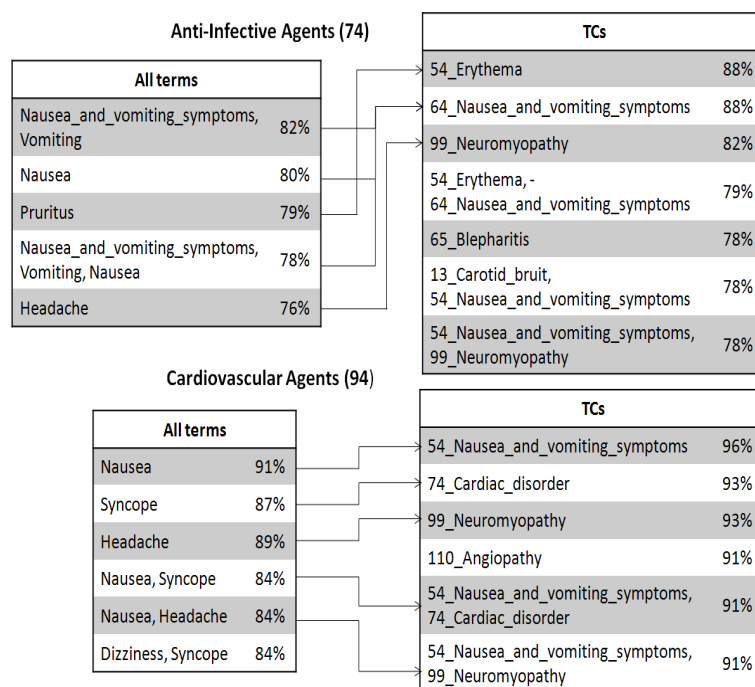 Anti-Infective Agents (74)
All terms
Nausea_and_vomiting_symptoms,
Vomiting 82%
Nausea 80%
Pruritus 79%
Nausea_and_vomiting_symptoms,
Vomiting, Nausea 78%
Headache 76%
TCs
54_Erythema 88%
64_Nausea_and_vomiting_symptoms 88%
99_Neuromyopathy 82%
54_Erythema, -
64_Nausea_and_vomiting_symptoms 79%
65_Blepharitis 78%
13_Carotid_bruit,
54_Nausea_and_vomiting_symptoms 78%
54_Nausea_and_vomiting_symptoms,
99_Neuromyopathy 78%
Cardiovascular Agents (94)
All terms
Nausea 91%
Syncope 87%
Headache 89%
Nausea, Syncope 84%
Nausea, Headache 84%
Dizziness, Syncope 84%
TCs
54_Nausea_and_vomiting_symptoms 96%
74_Cardiac_disorder 93%
99_Neuromyopathy 93%
110_Angiopathy 91%
54_Nausea_and_vomiting_symptoms,
74_Cardiac_disorder 91%
54_Nausea_and_vomiting_symptoms,
99_Neuromyopathy 91%